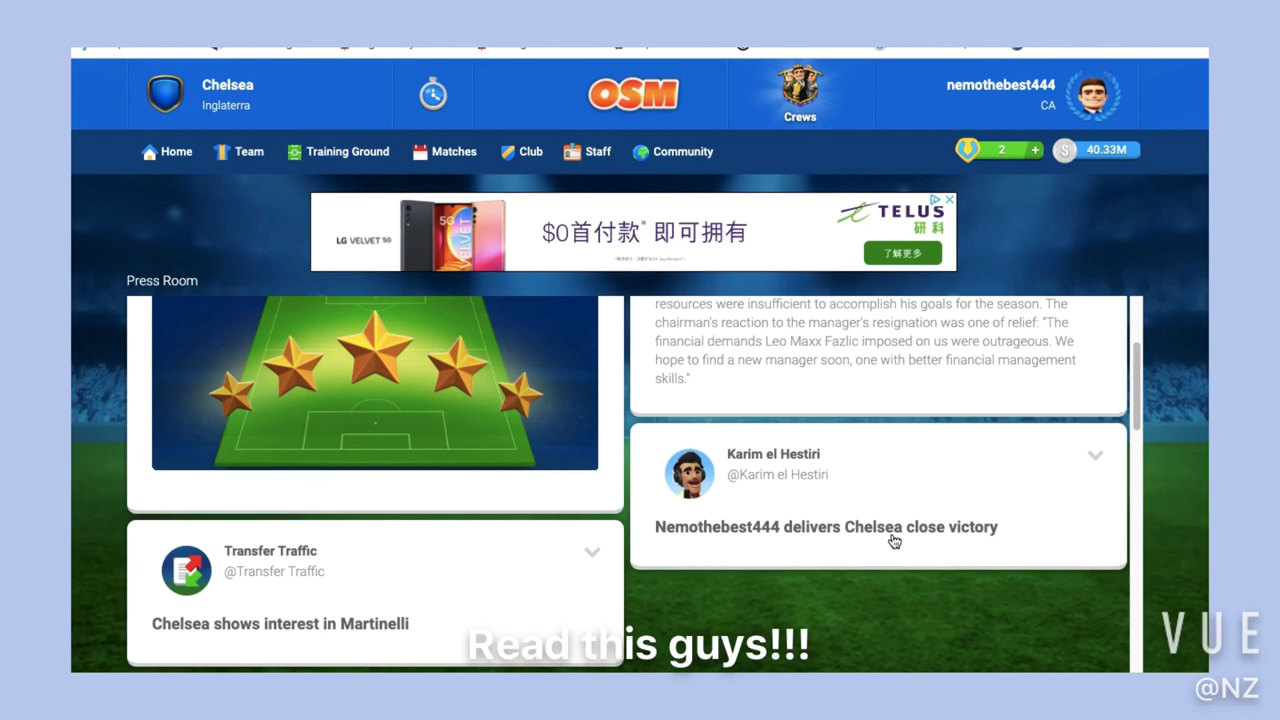 Chelsea
Inglaterra
OSM
Crews
nemothebest444
CA
Home
Team
Training Ground
Matches
Club
Staff
Community
2
+
$
40.33M
LG VELVET 5G
5G
VELVET
$0首付款* 即可拥有
TELUS
研科
了解更多
Press Room
resources were insufficient to accomplish his goals for the season. The
chairman's reaction to the manager's resignation was one of relief: "The
financial demands Leo Maxx Fazlic imposed on us were outrageous. We
hope to find a new manager soon, one with better financial management
skills."
Karim el Hestiri
@Karim el Hestiri
Nemothebest444 delivers Chelsea close victory
Transfer Traffic
@Transfer Traffic
Chelsea shows interest in Martinelli
Read this guys!!!
VUE
@NZ